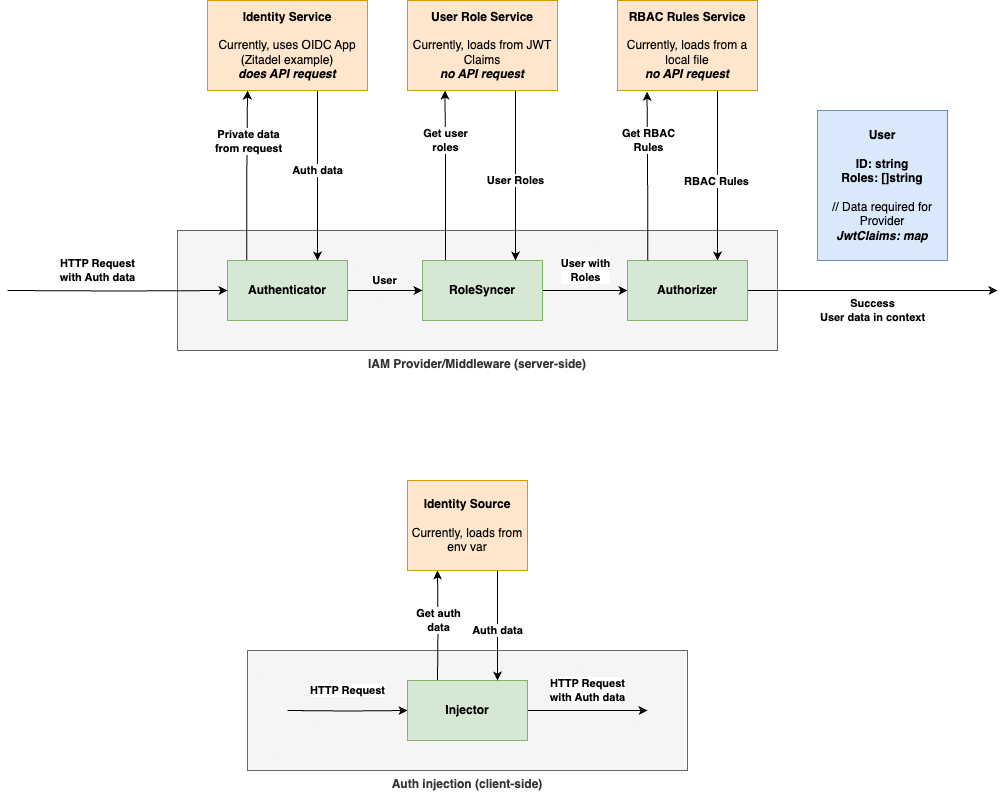 Identity Service
Currently, uses OIDC App
(Zitadel example)
does API request
User Role Service
Currently, loads from JWT
Claims
no API request
RBAC Rules Service
Currently, loads from a
local file
no API request
Private data
from request
Auth data
Get user
roles
User Roles
Get RBAC
Rules
RBAC Rules
User
ID: string
Roles: []string
// Data required for
Provider
JwtClaims: map
HTTP Request
with Auth data
Authenticator
User
RoleSyncer
User with
Roles
Authorizer
Success
User data in context
IAM Provider/Middleware (server-side)
Identity Source
Currently, loads from
env var
Get auth
data
Auth data
HTTP Request
Injector
HTTP Request
with Auth data
Auth injection (client-side)